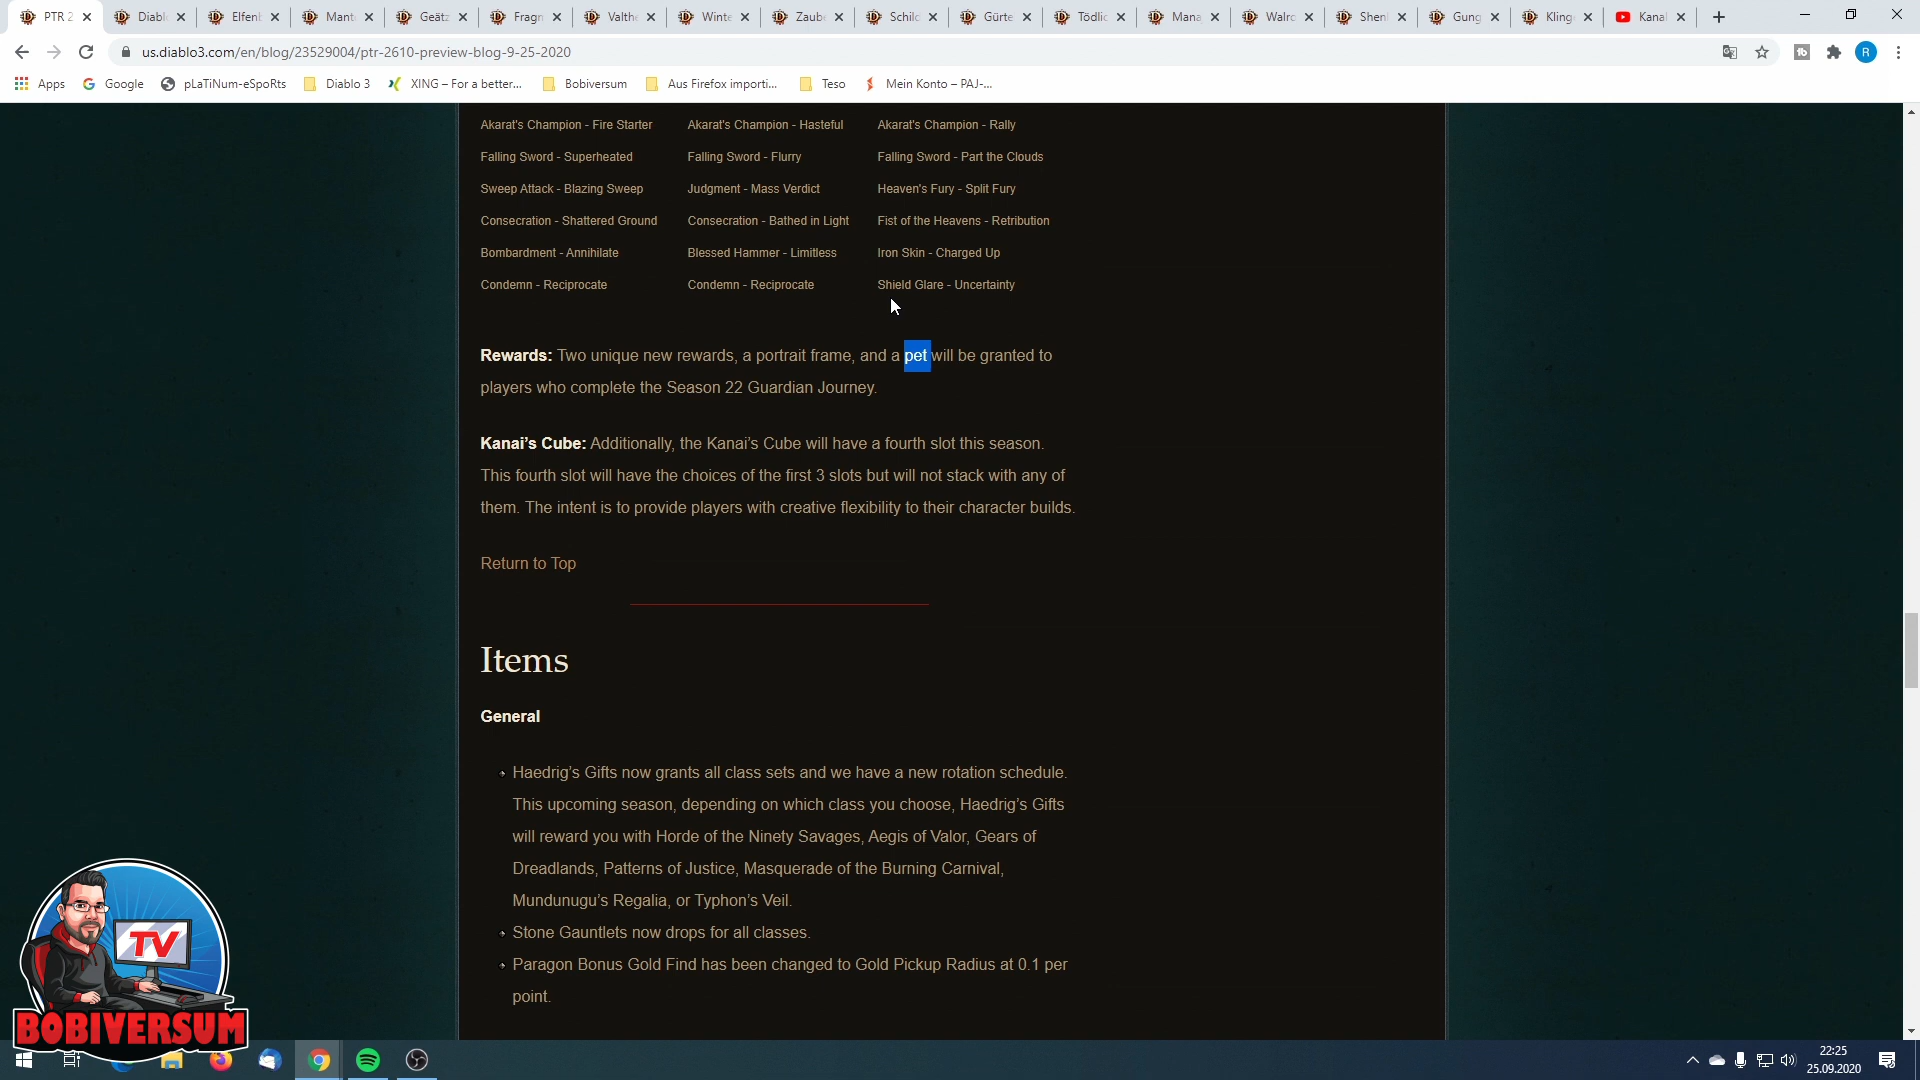 PTR 2
Diabl
Elfenb
Mante
Geätz
Fragn
Valthe
Winte
Zaube
Schild
Gürte
Tödlic
Mana
Walro
Shenl
Gung
Kling
Kanai
us.diablo3.com/en/blog/23529004/ptr-2610-preview-blog-9-25-2020
R
Apps Google pLaTiNum-eSpoRts Diablo 3 XING – For a better... Bobiversum Aus Firefox importi... Teso Mein Konto – PAJ-...
Akarat's Champion - Fire Starter Akarat's Champion - Hasteful Akarat's Champion - Rally
Falling Sword - Superheated Falling Sword - Flurry Falling Sword - Part the Clouds
Sweep Attack - Blazing Sweep Judgment - Mass Verdict Heaven's Fury - Split Fury
Consecration - Shattered Ground Consecration - Bathed in Light Fist of the Heavens - Retribution
Bombardment - Annihilate Blessed Hammer - Limitless Iron Skin - Charged Up
Condemn - Reciprocate Condemn - Reciprocate Shield Glare - Uncertainty
Rewards: Two unique new rewards, a portrait frame, and a pet will be granted to
players who complete the Season 22 Guardian Journey.
Kanai’s Cube: Additionally, the Kanai’s Cube will have a fourth slot this season.
This fourth slot will have the choices of the first 3 slots but will not stack with any of
them. The intent is to provide players with creative flexibility to their character builds.
Return to Top
Items
General
Haedrig’s Gifts now grants all class sets and we have a new rotation schedule.
This upcoming season, depending on which class you choose, Haedrig’s Gifts
will reward you with Horde of the Ninety Savages, Aegis of Valor, Gears of
Dreadlands, Patterns of Justice, Masquerade of the Burning Carnival,
Mundunugu’s Regalia, or Typhon’s Veil.
Stone Gauntlets now drops for all classes.
Paragon Bonus Gold Find has been changed to Gold Pickup Radius at 0.1 per
point.
TV
BOBIVERSUM
22:25
25.09.2020